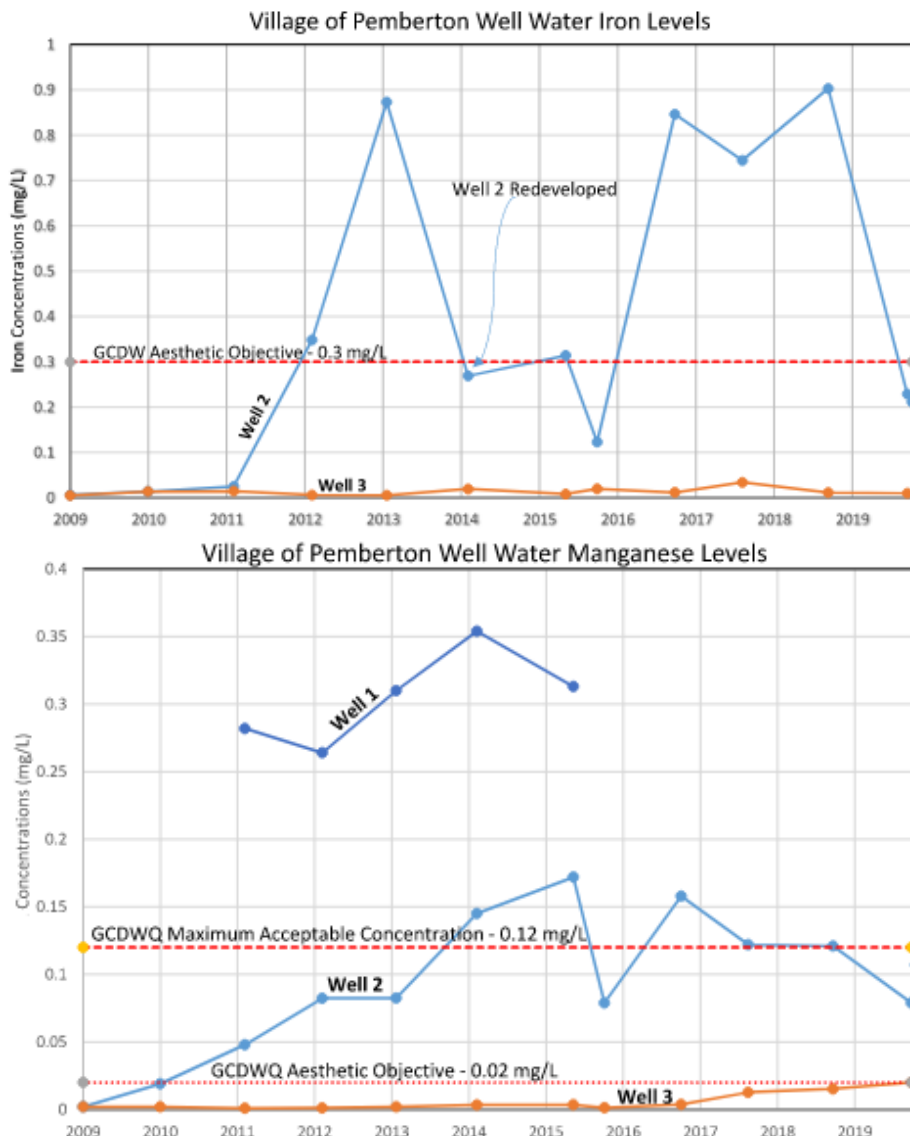 Village of Pemberton Well Water Iron Levels
1
0.9
0.8
0.7
0.6
0.5
0.4
0.3
0.2
0.1
0
Iron Concentrations (mg/L)
Well 2 Redeveloped
GCDW Aesthetic Objective - 0.3 mg/L
Well 2
Well 3
2009 2010 2011 2012 2013 2014 2015 2016 2017 2018 2019
Village of Pemberton Well Water Manganese Levels
0.4
0.35
0.3
0.25
0.2
0.15
0.1
0.05
0
Concentrations (mg/L)
Well 1
GCDWQ Maximum Acceptable Concentration - 0.12 mg/L
Well 2
GCDWQ Aesthetic Objective - 0.02 mg/L
Well 3
2009 2010 2011 2012 2013 2014 2015 2016 2017 2018 2019